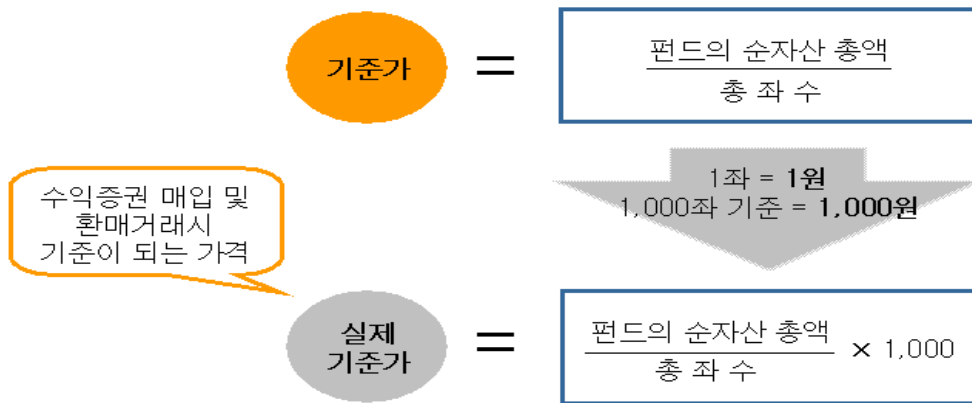 기준가
=
펀드의 순자산 총액
총 좌 수
1좌 = 1원
1,000좌 기준 = 1,000원
수익증권 매입 및
환매거래시
기준이 되는 가격
실제
기준가
=
펀드의 순자산 총액
총 좌 수
× 1,000